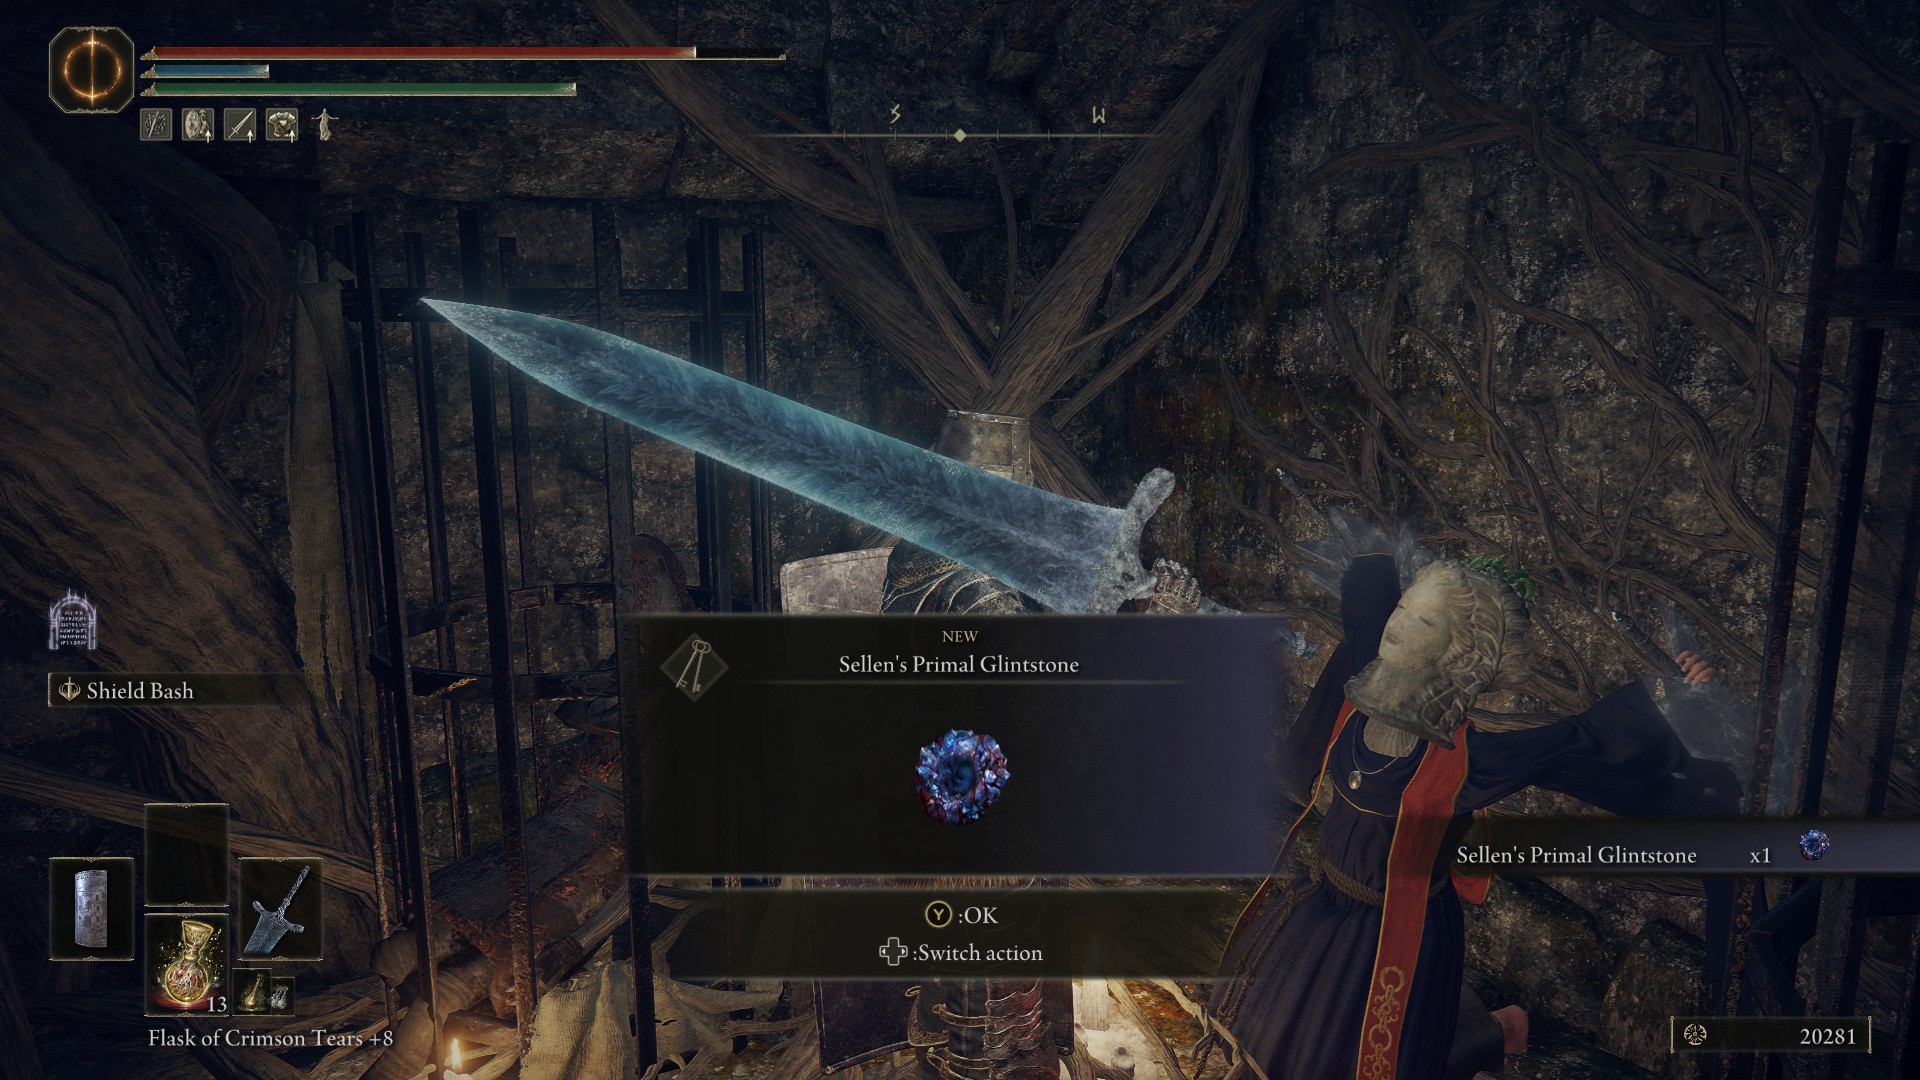 S
W
Shield Bash
NEW
Sellen's Primal Glintstone
Sellen's Primal Glintstone x1
Y :OK
:Switch action
13
Flask of Crimson Tears +8
20281